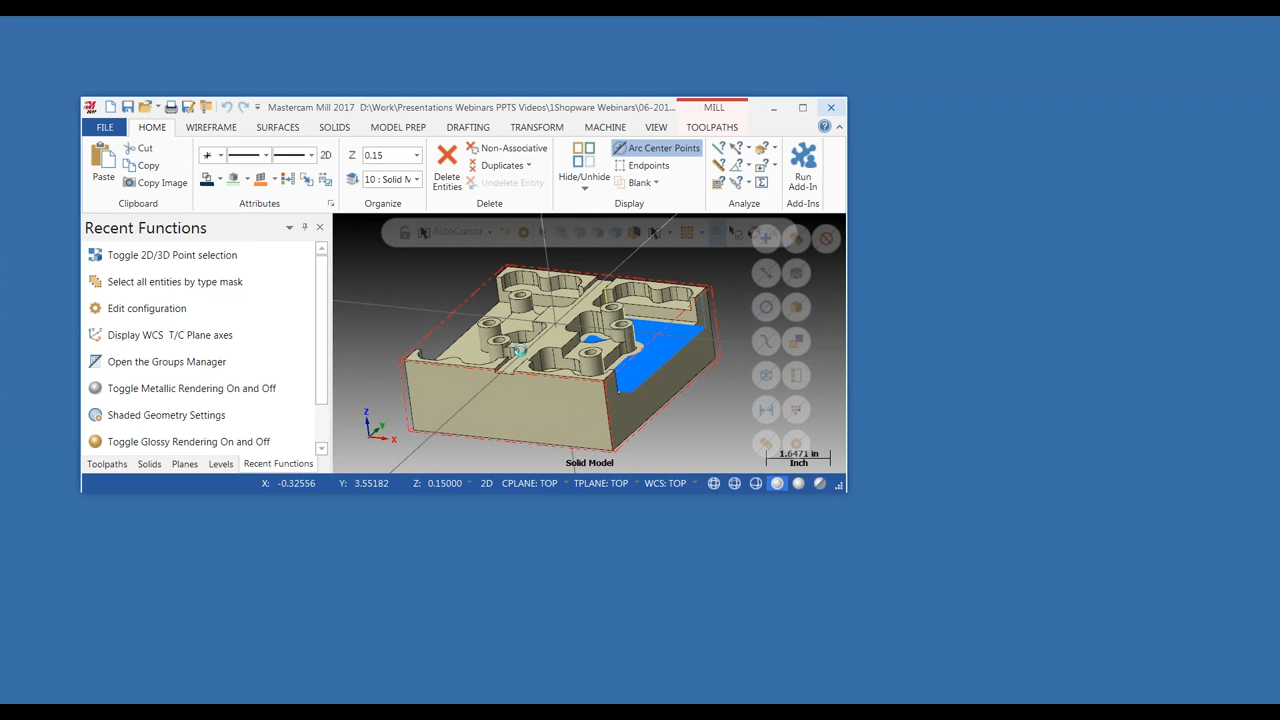 Mastercam Mill 2017 D:\Work\Presentations Webinars PPTS Videos\1Shopware Webinars\06-201... MILL
FILE HOME WIREFRAME SURFACES SOLIDS MODEL PREP DRAFTING TRANSFORM MACHINE VIEW TOOLPATHS
Paste
Cut
Copy
Copy Image
Clipboard
2D
Attributes
Z 0.15
10 : Solid M
Organize
Delete Entities
Non-Associative
Duplicates
Undelete Entity
Delete
Hide/Unhide
Arc Center Points
Endpoints
Blank
Display
Analyze
Run Add-In
Add-Ins
Recent Functions
Toggle 2D/3D Point selection
Select all entities by type mask
Edit configuration
Display WCS T/C Plane axes
Open the Groups Manager
Toggle Metallic Rendering On and Off
Shaded Geometry Settings
Toggle Glossy Rendering On and Off
Toolpaths Solids Planes Levels Recent Functions
AutoCursor
Z
Y
X
Solid Model
1.6471 in
Inch
X: -0.32556 Y: 3.55182 Z: 0.15000 2D CPLANE: TOP TPLANE: TOP WCS: TOP